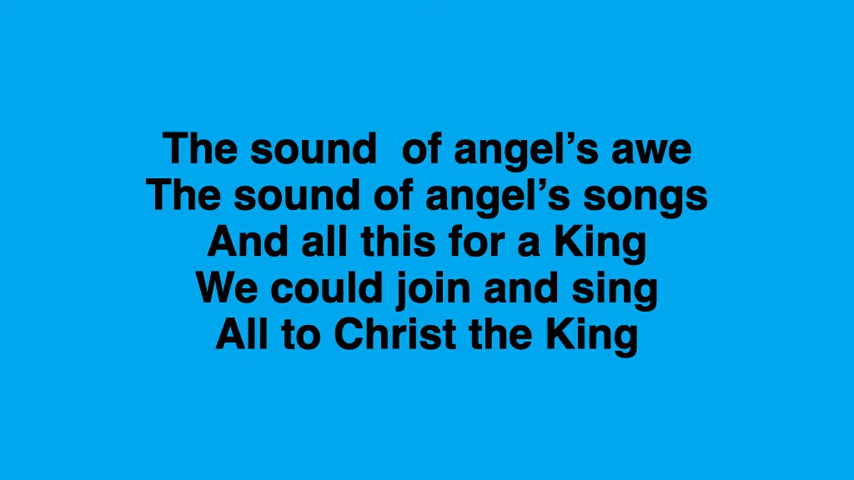 The sound  of angel’s awe
The sound of angel’s songs
And all this for a King
We could join and sing
All to Christ the King